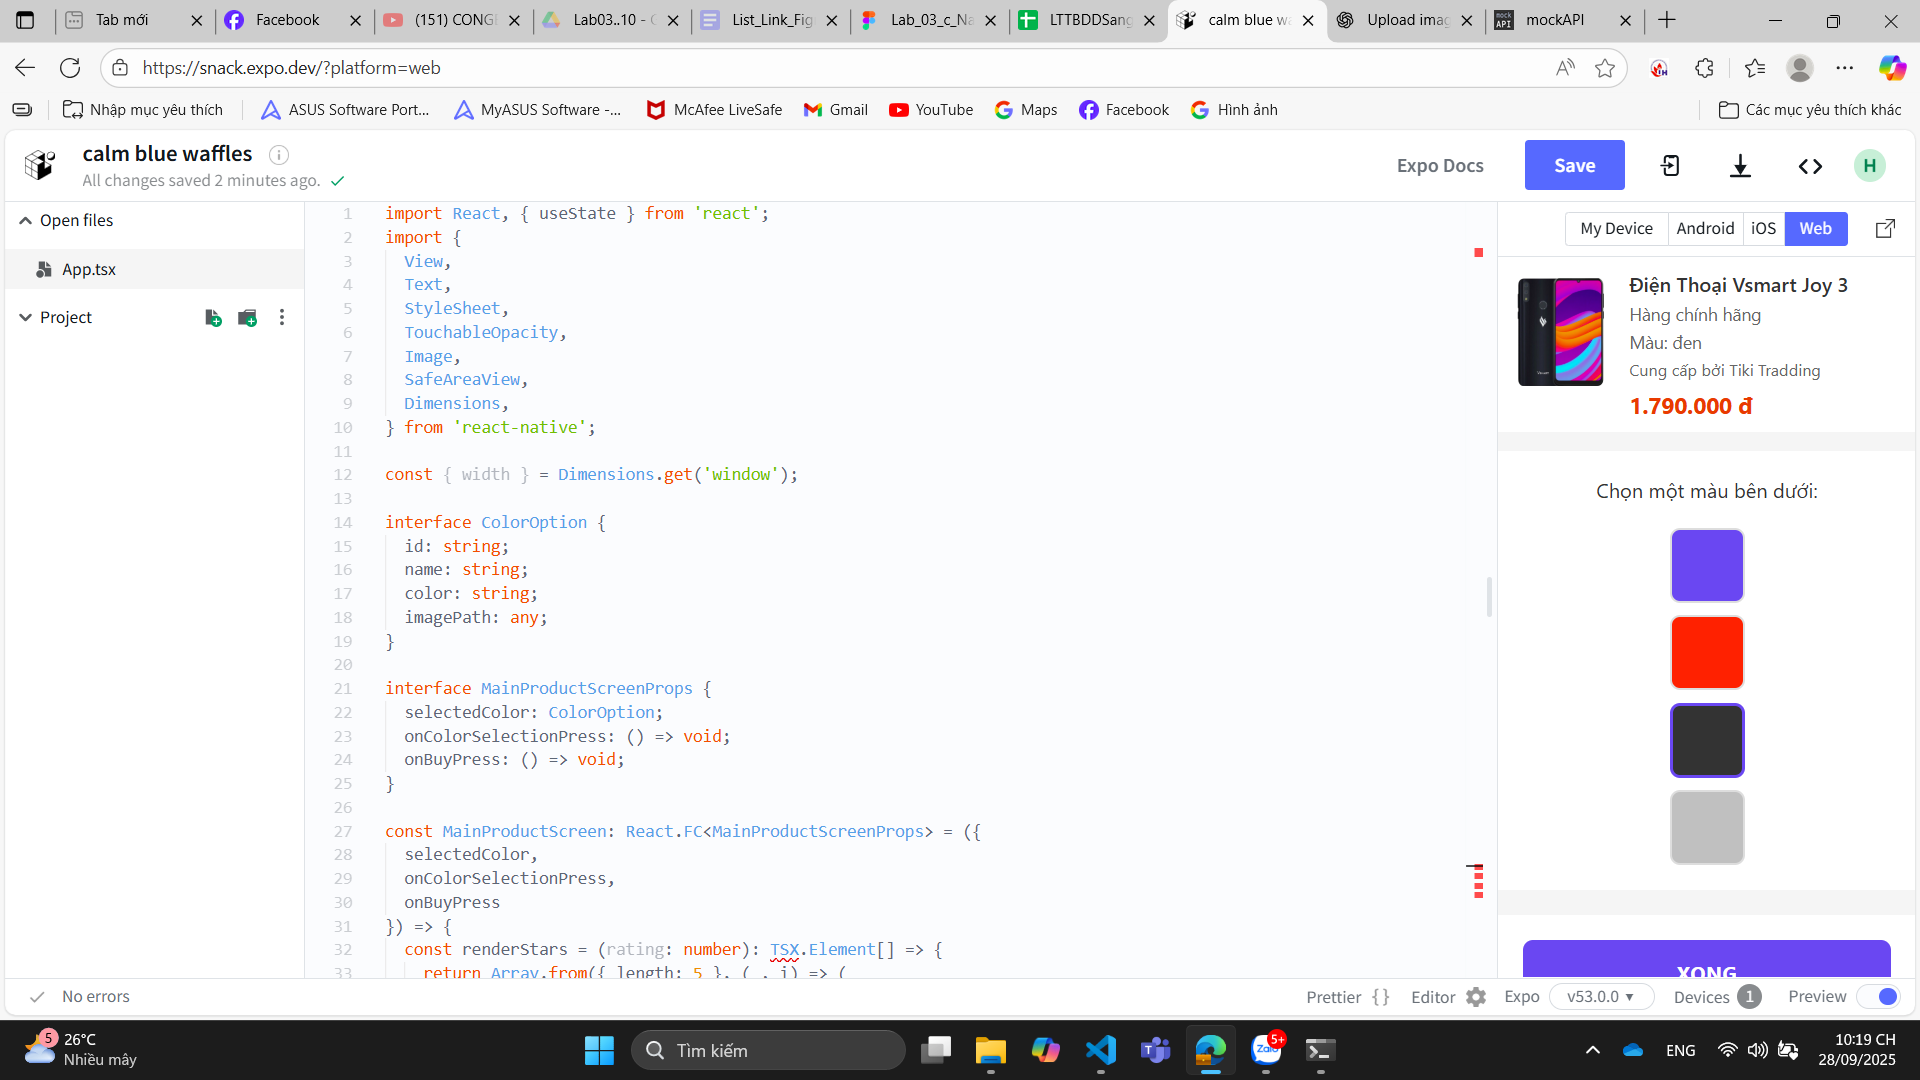 Tab mới
Facebook
(151) CONG
Lab03..10 -
List_Link_Fig
Lab_03_c_Na
LTTBDDSang
calm blue wa
Upload imag
mockAPI
https://snack.expo.dev/?platform=web
Nhập mục yêu thích
ASUS Software Port...
MyASUS Software -...
McAfee LiveSafe
Gmail
YouTube
Maps
Facebook
Hình ảnh
Các mục yêu thích khác
calm blue waffles
All changes saved 2 minutes ago.
Expo Docs
Save
H
Open files
App.tsx
Project
1 import React, { useState } from 'react';
2 import {
3 View,
4 Text,
5 StyleSheet,
6 TouchableOpacity,
7 Image,
8 SafeAreaView,
9 Dimensions,
10 } from 'react-native';
11
12 const { width } = Dimensions.get('window');
13
14 interface ColorOption {
15 id: string;
16 name: string;
17 color: string;
18 imagePath: any;
19 }
20
21 interface MainProductScreenProps {
22 selectedColor: ColorOption;
23 onColorSelectionPress: () => void;
24 onBuyPress: () => void;
25 }
26
27 const MainProductScreen: React.FC<MainProductScreenProps> = ({
28 selectedColor,
29 onColorSelectionPress,
30 onBuyPress
31 }) => {
32 const renderStars = (rating: number): TSX.Element[] => {
33 return Array.from({ length: 5 }, (_, i) => (
My Device
Android
iOS
Web
Điện Thoại Vsmart Joy 3
Hàng chính hãng
Màu: đen
Cung cấp bởi Tiki Tradding
1.790.000 đ
Chọn một màu bên dưới:
XONG
No errors
Prettier { }
Editor
Expo
v53.0.0
Devices 1
Preview
5
26°C
Nhiều mây
Tìm kiếm
Zalo
5+
ENG
10:19 CH
28/09/2025